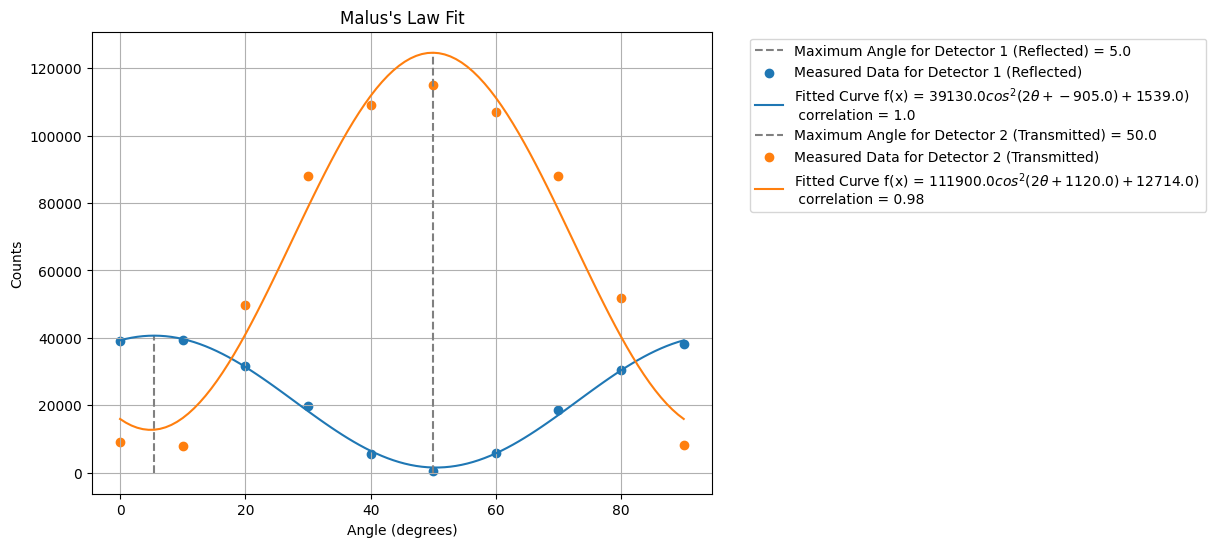 Malus's Law Fit
120000
100000
80000
60000
40000
20000
0
Counts
0 20 40 60 80
Angle (degrees)
Maximum Angle for Detector 1 (Reflected) = 5.0
Measured Data for Detector 1 (Reflected)
Fitted Curve f(x) = 39130.0cos²(2θ + −905.0) + 1539.0)
correlation = 1.0
Maximum Angle for Detector 2 (Transmitted) = 50.0
Measured Data for Detector 2 (Transmitted)
Fitted Curve f(x) = 111900.0cos²(2θ + 1120.0) + 12714.0)
correlation = 0.98